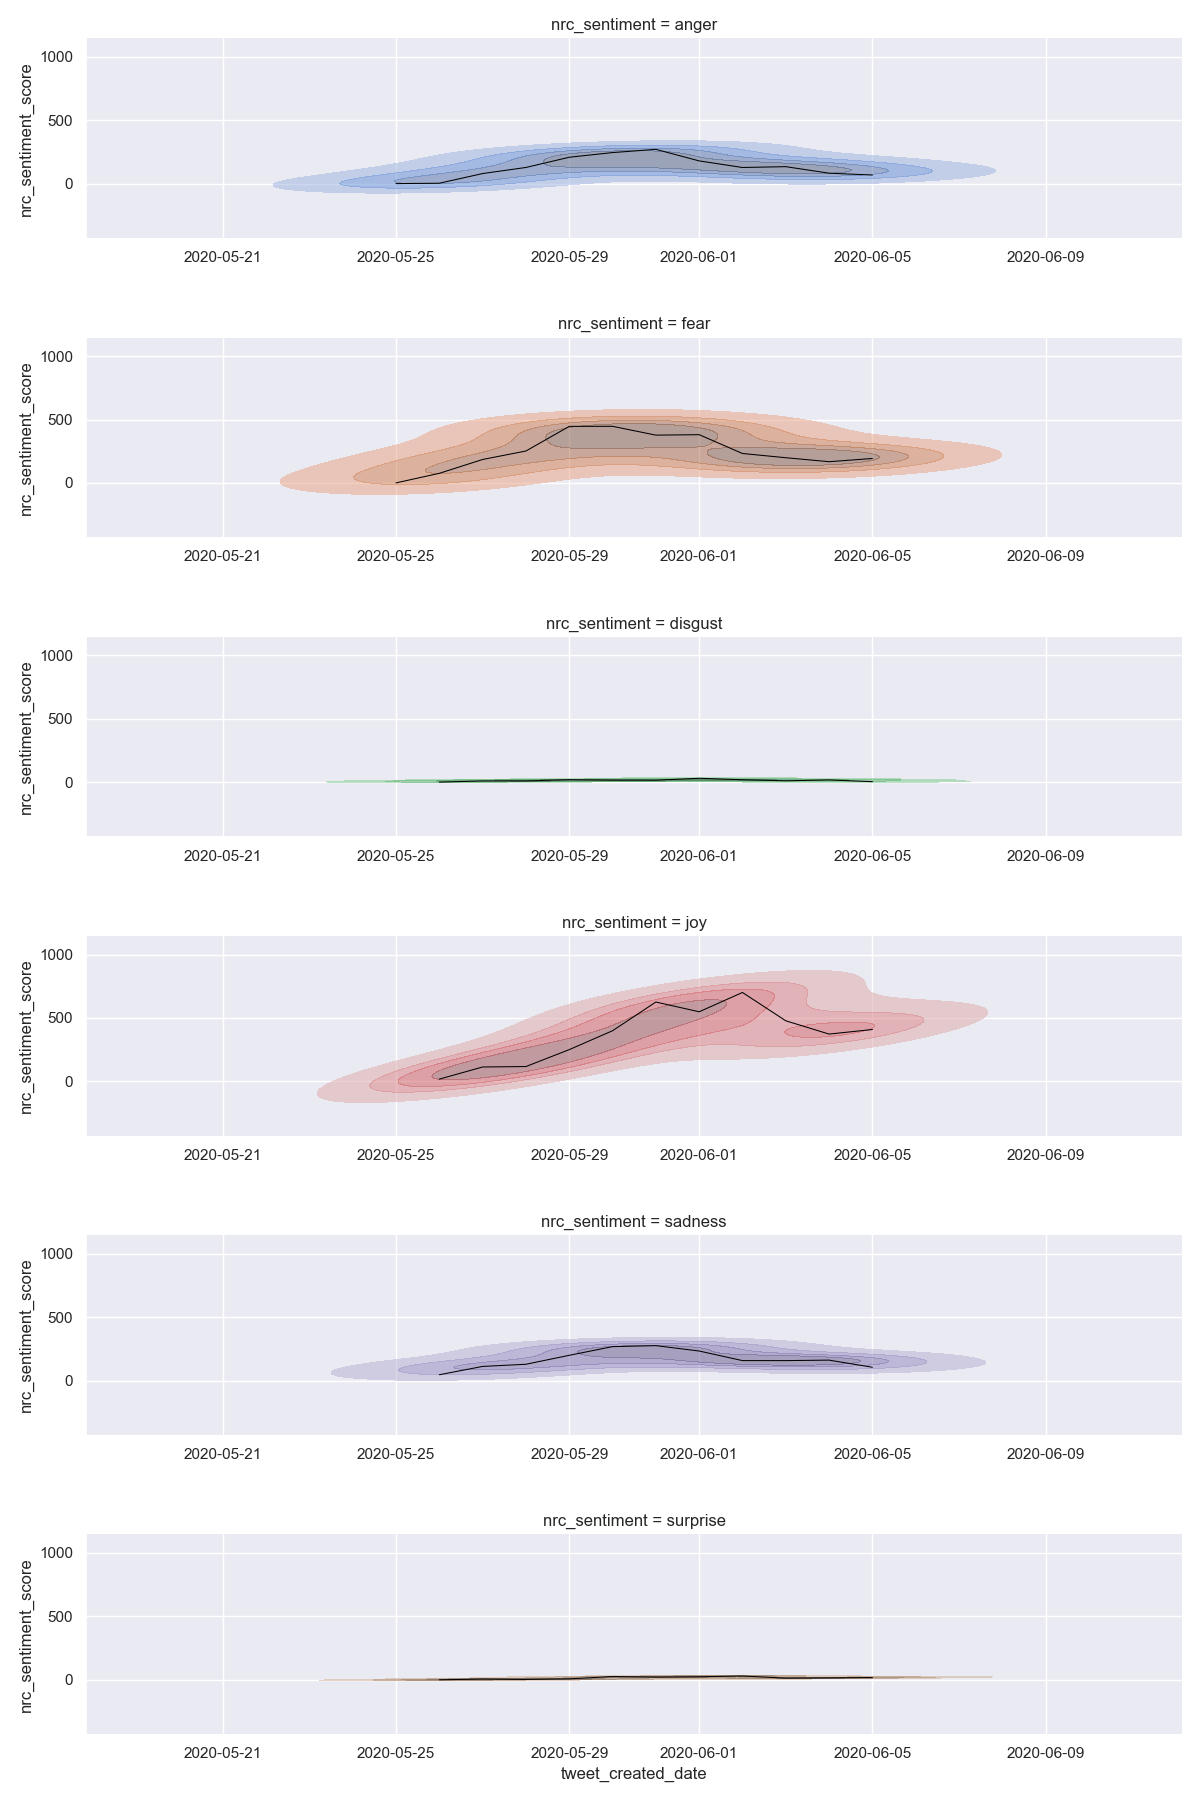 nrc_sentiment = anger
1000
500
0
nrc_sentiment_score
2020-05-21 2020-05-25 2020-05-29 2020-06-01 2020-06-05 2020-06-09
nrc_sentiment = fear
1000
500
0
nrc_sentiment_score
2020-05-21 2020-05-25 2020-05-29 2020-06-01 2020-06-05 2020-06-09
nrc_sentiment = disgust
1000
500
0
nrc_sentiment_score
2020-05-21 2020-05-25 2020-05-29 2020-06-01 2020-06-05 2020-06-09
nrc_sentiment = joy
1000
500
0
nrc_sentiment_score
2020-05-21 2020-05-25 2020-05-29 2020-06-01 2020-06-05 2020-06-09
nrc_sentiment = sadness
1000
500
0
nrc_sentiment_score
2020-05-21 2020-05-25 2020-05-29 2020-06-01 2020-06-05 2020-06-09
nrc_sentiment = surprise
1000
500
0
nrc_sentiment_score
2020-05-21 2020-05-25 2020-05-29 2020-06-01 2020-06-05 2020-06-09
tweet_created_date